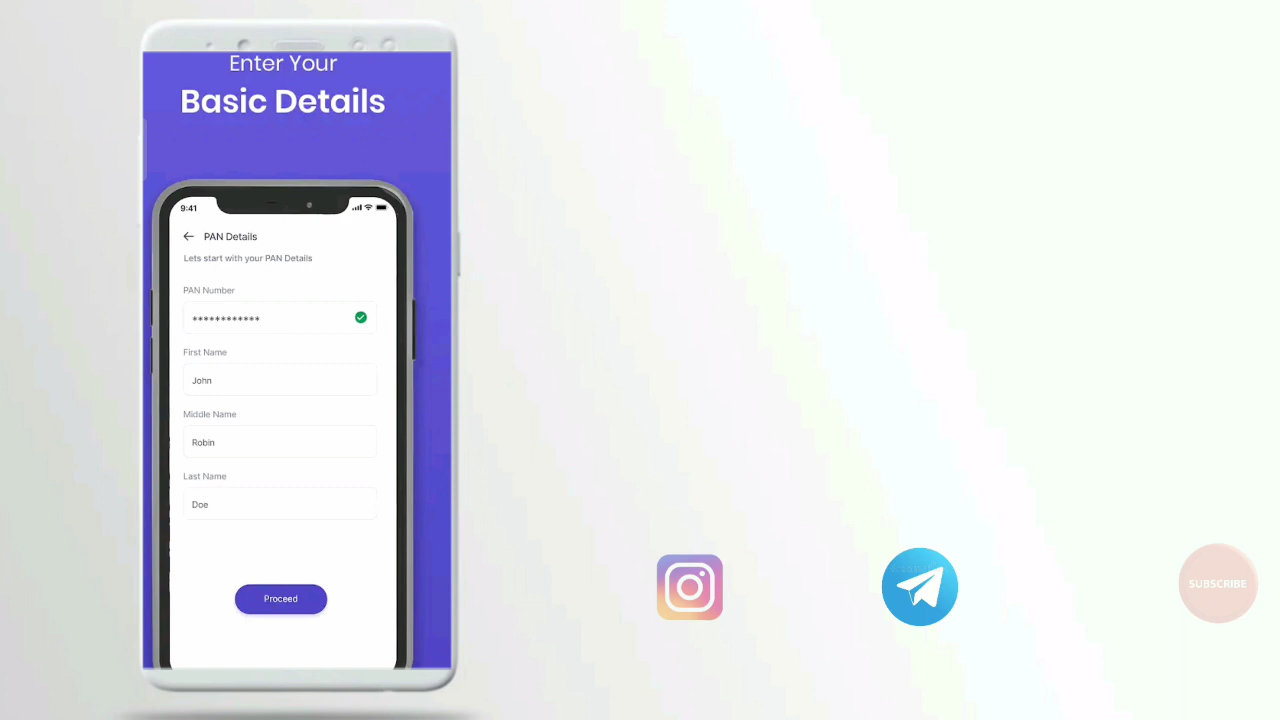 Enter Your
Basic Details
9:41
PAN Details
Lets start with your PAN Details
PAN Number
************
First Name
John
Middle Name
Robin
Last Name
Doe
Proceed
SUBSCRIBE